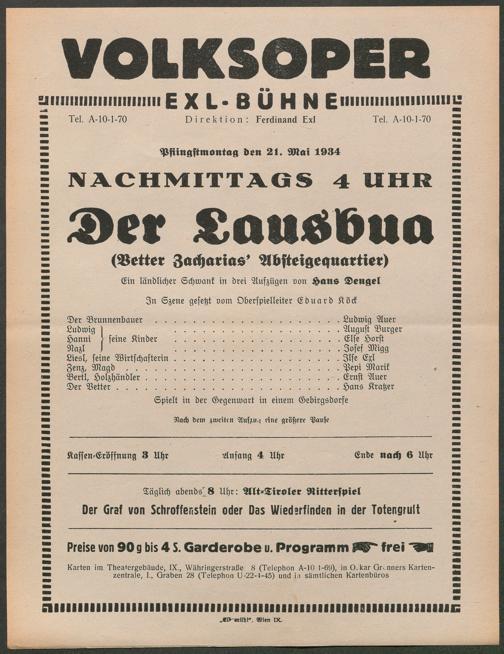 VOLKSOPER
EXL-BÜHNE
Tel. A-10-1-70 Direktion: Ferdinand Exl Tel. A-10-1-70
Pfingstmontag den 21. Mai 1934
NACHMITTAGS 4 UHR
Der Lausbua
(Vetter Zacharias' Absteigequartier)
Ein ländlicher Schwank in drei Aufzügen von Hans Dengel
In Szene gesetzt vom Oberspielleiter Eduard Köck
Der Brunnenbauer . . . . . Ludwig Auer
Ludwig . . . . . August Burger
Hanni } seine Kinder . . . . . Else Horst
Nazl . . . . . Josef Migg
Liesl, seine Wirtschafterin . . . . . Ilse Exl
Zenz, Magd . . . . . Pepi Marik
Bertl, Holzhändler . . . . . Ernst Auer
Der Vetter . . . . . Hans Kratzer
Spielt in der Gegenwart in einem Gebirgsdorfe
Nach dem zweiten Aufzug eine größere Pause
Kassen-Eröffnung 3 Uhr Anfang 4 Uhr Ende nach 6 Uhr
Täglich abends 8 Uhr: Alt-Tiroler Ritterspiel
Der Graf von Schroffenstein oder Das Wiederfinden in der Totengruft
Preise von 90 g bis 4 S. Garderobe u. Programm frei
Karten im Theatergebäude, IX., Währingerstraße 8 (Telephon A-10 1-69), in Oskar Gronners Karten-
zentrale, I., Graben 28 (Telephon U-22-1-45) und in sämtlichen Kartenbüros
Wien IX.